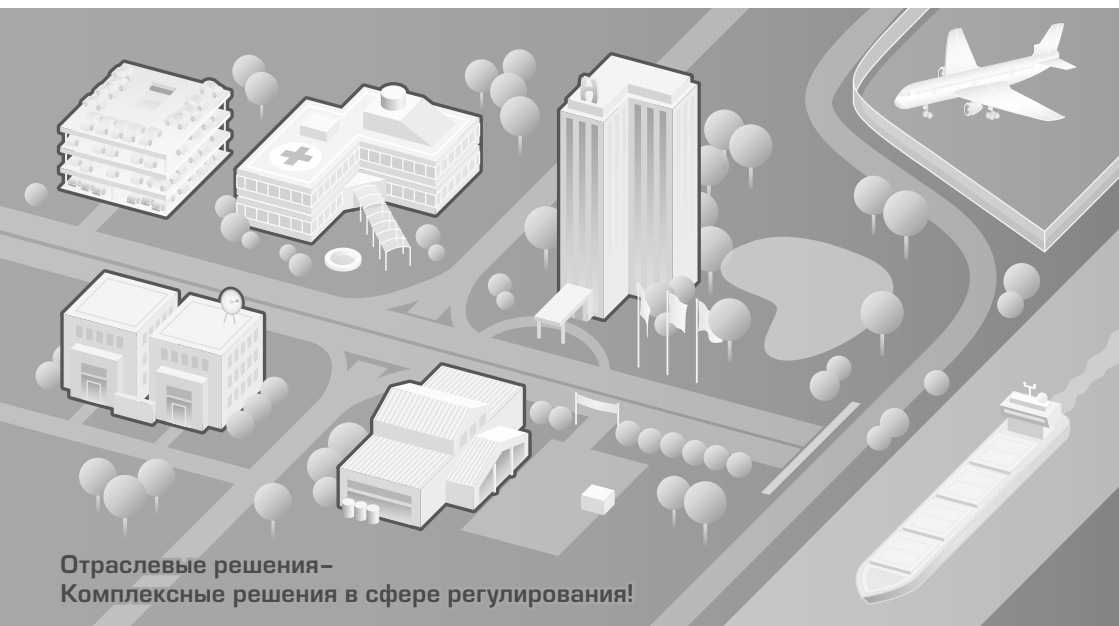 Отраслевые решения–
Комплексные решения в сфере регулирования!